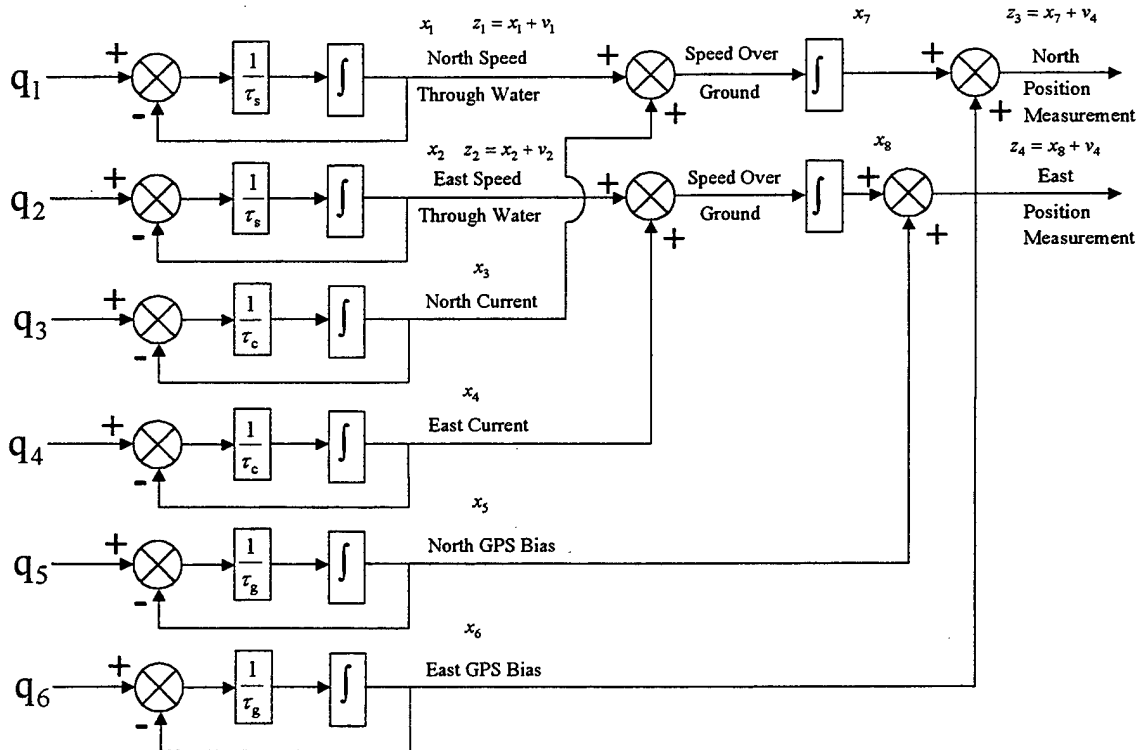 x₁ z₁ = x₁ + v₁
x₇
z₃ = x₇ + v₄
+
q₁
-
1
τₛ
∫
North Speed
Through Water
+
+
Speed Over
Ground
∫
+
+
North
Position
Measurement
x₂ z₂ = x₂ + v₂
x₈
z₄ = x₈ + v₄
+
q₂
-
1
τₛ
∫
East Speed
Through Water
+
+
Speed Over
Ground
∫
+
+
East
Position
Measurement
x₃
+
q₃
-
1
τ꜀
∫
North Current
x₄
+
q₄
-
1
τ꜀
∫
East Current
x₅
+
q₅
-
1
τg
∫
North GPS Bias
x₆
+
q₆
-
1
τg
∫
East GPS Bias